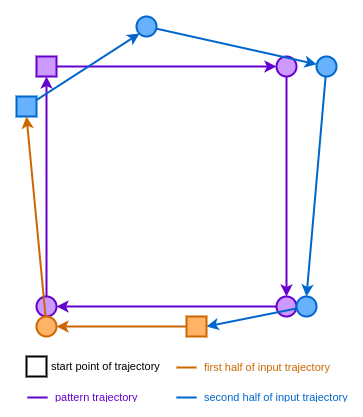 start point of trajectory
first half of input trajectory
pattern trajectory
second half of input trajectory